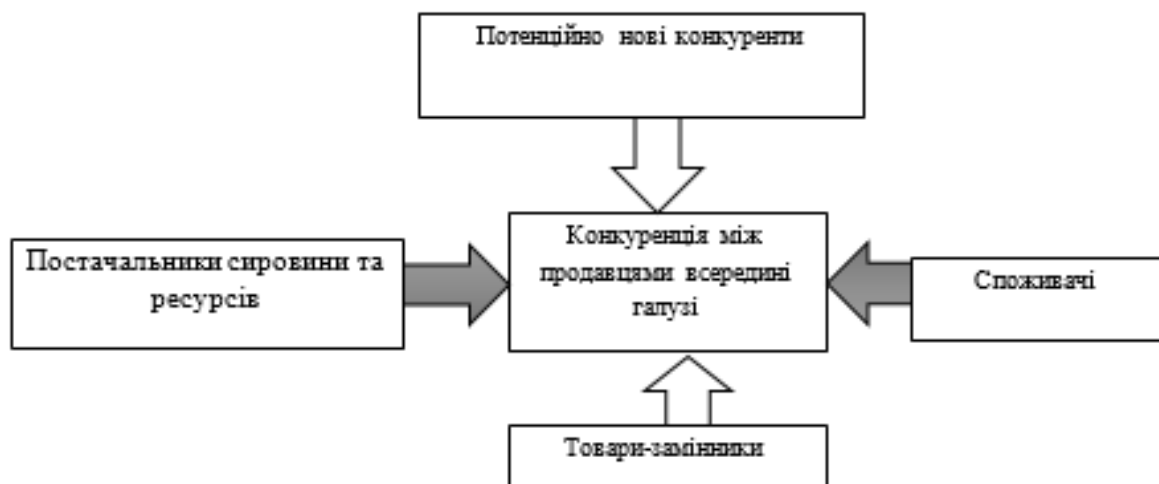 Потенційно нові конкуренти
Постачальники сировини та
ресурсів
Конкуренція між
продавцями всередині
галузі
Споживачі
Товари-замінники